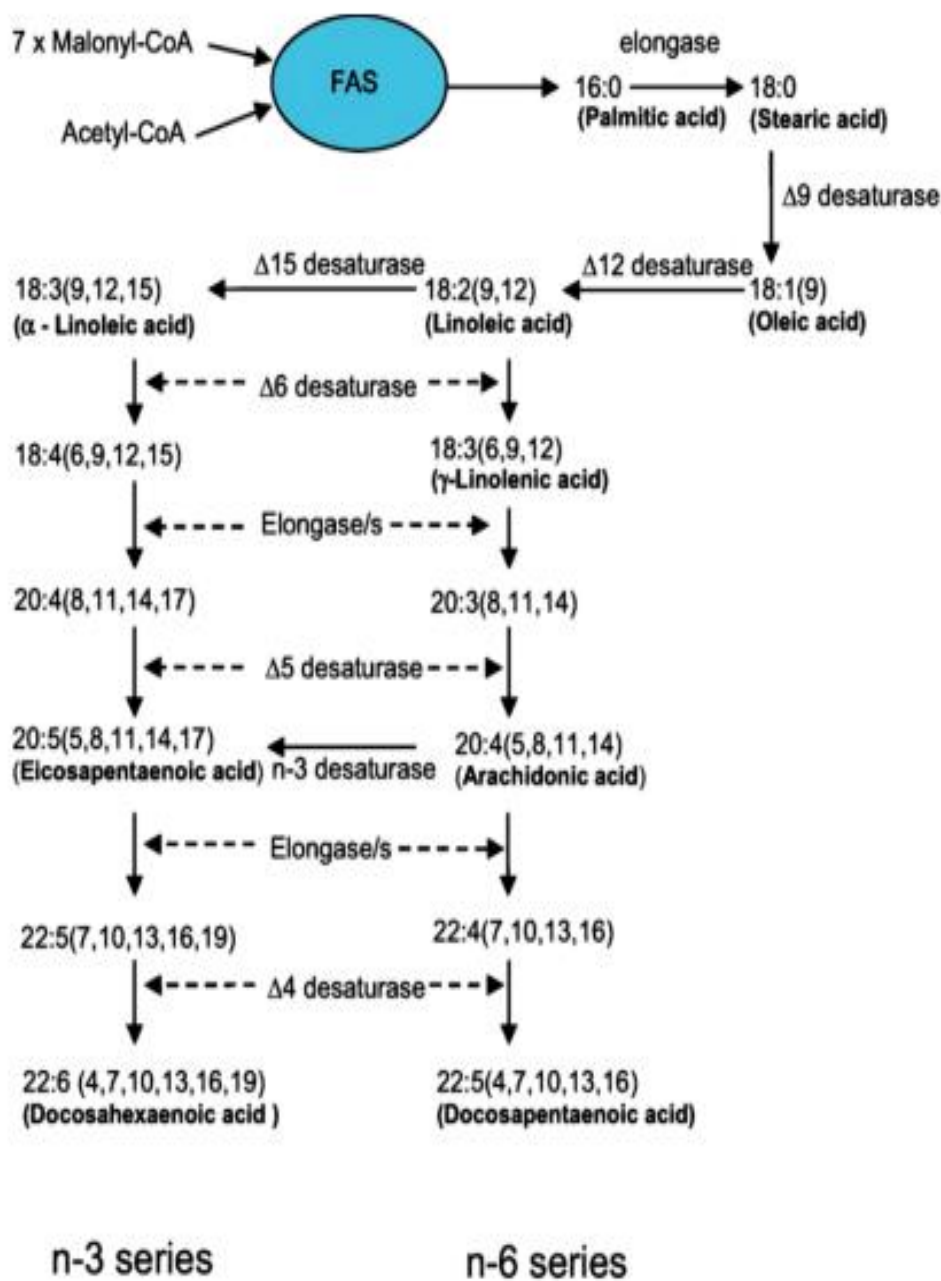 7 x Malonyl-CoA
Acetyl-CoA
FAS
elongase
16:0
(Palmitic acid)
18:0
(Stearic acid)
Δ9 desaturase
18:1(9)
(Oleic acid)
Δ12 desaturase
18:2(9,12)
(Linoleic acid)
Δ15 desaturase
18:3(9,12,15)
(α - Linoleic acid)
Δ6 desaturase
18:4(6,9,12,15)
18:3(6,9,12)
(γ-Linolenic acid)
Elongase/s
20:4(8,11,14,17)
20:3(8,11,14)
Δ5 desaturase
20:5(5,8,11,14,17)
(Eicosapentaenoic acid)
n-3 desaturase
20:4(5,8,11,14)
(Arachidonic acid)
Elongase/s
22:5(7,10,13,16,19)
22:4(7,10,13,16)
Δ4 desaturase
22:6 (4,7,10,13,16,19)
(Docosahexaenoic acid )
22:5(4,7,10,13,16)
(Docosapentaenoic acid)
n-3 series
n-6 series